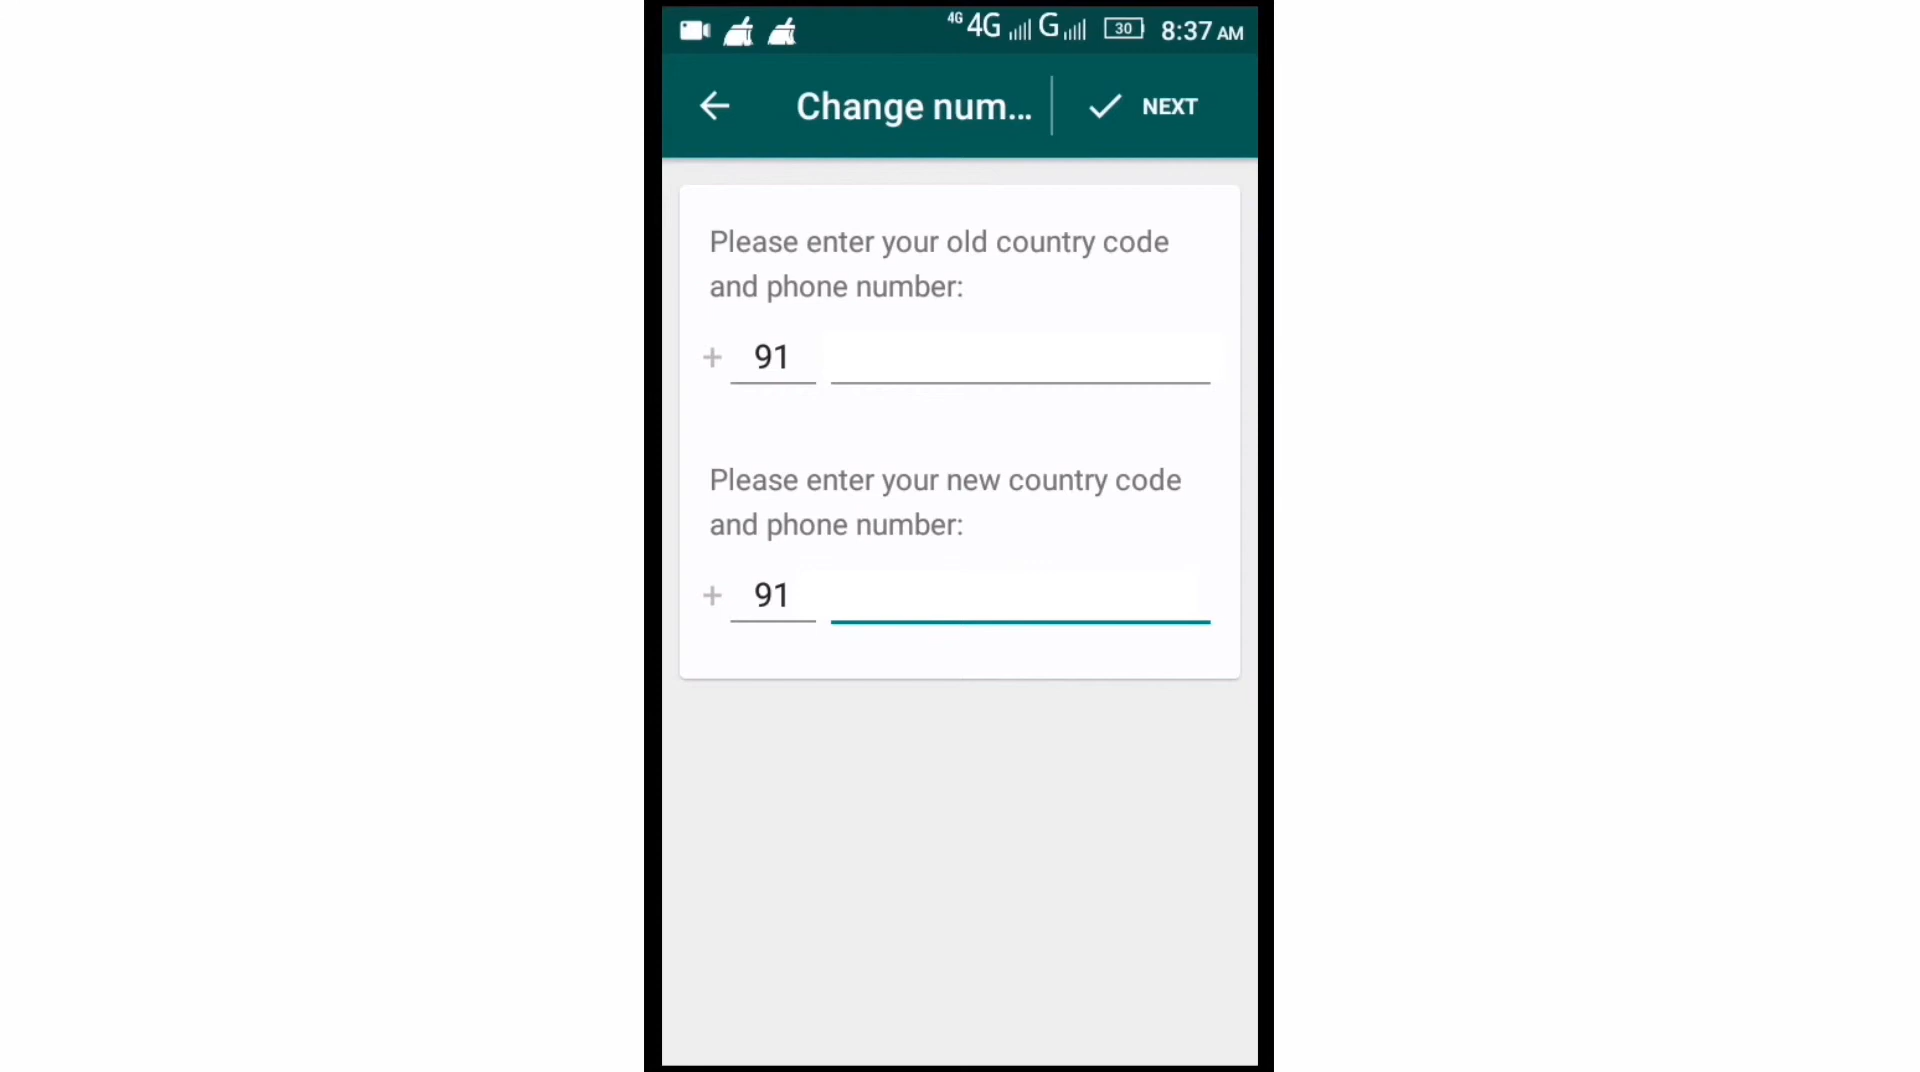 4G 4G G 30 8:37 AM
Change num... NEXT
Please enter your old country code
and phone number:
+ 91
Please enter your new country code
and phone number:
+ 91